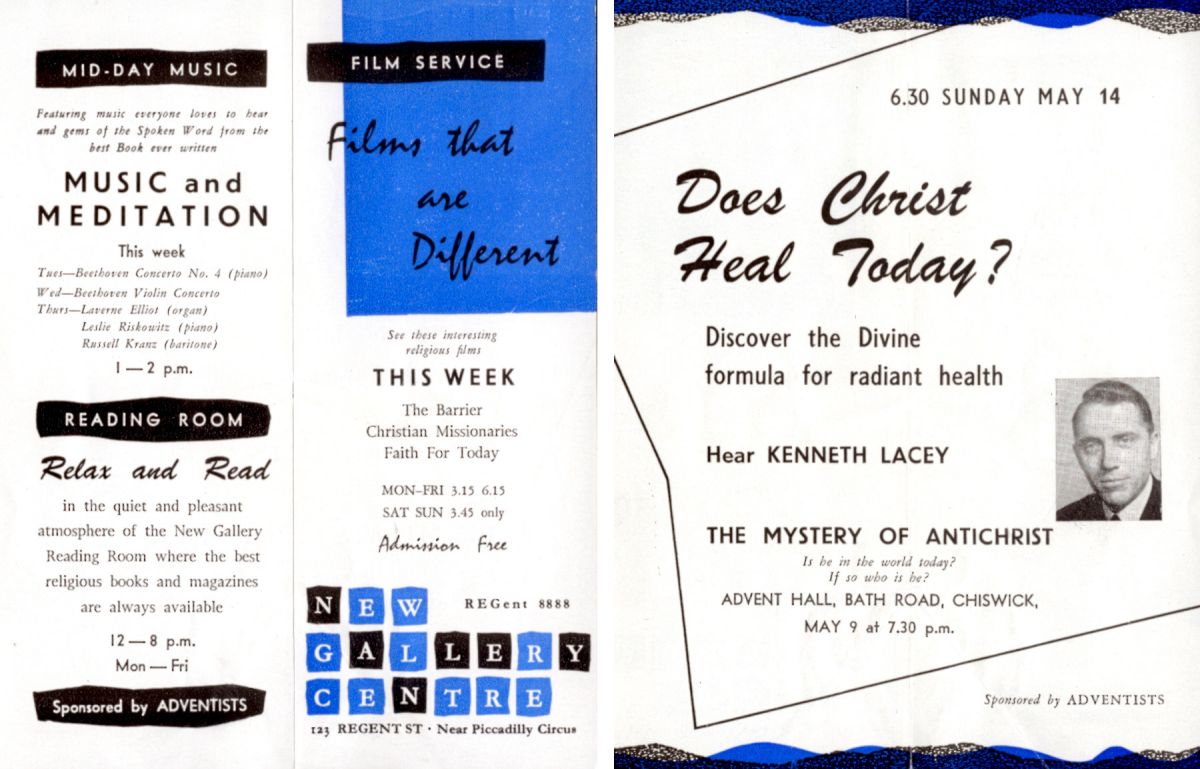 MID-DAY MUSIC
Featuring music everyone loves to hear
and gems of the Spoken Word from the
best Book ever written
MUSIC and
MEDITATION
This week
Tues—Beethoven Concerto No. 4 (piano)
Wed—Beethoven Violin Concerto
Thurs—Laverne Elliot (organ)
Leslie Riskowitz (piano)
Russell Kranz (baritone)
1—2 p.m.
READING ROOM
Relax and Read
in the quiet and pleasant
atmosphere of the New Gallery
Reading Room where the best
religious books and magazines
are always available
12—8 p.m.
Mon—Fri
Sponsored by ADVENTISTS
FILM SERVICE
Films that
are
Different
See these interesting
religious films
THIS WEEK
The Barrier
Christian Missionaries
Faith For Today
MON–FRI 3.15 6.15
SAT SUN 3.45 only
Admission Free
NEW
REGent 8888
GALLERY
CENTRE
123 REGENT ST · Near Piccadilly Circus
6.30 SUNDAY MAY 14
Does Christ
Heal Today?
Discover the Divine
formula for radiant health
Hear KENNETH LACEY
THE MYSTERY OF ANTICHRIST
Is he in the world today?
If so who is he?
ADVENT HALL, BATH ROAD, CHISWICK,
MAY 9 at 7.30 p.m.
Sponsored by ADVENTISTS